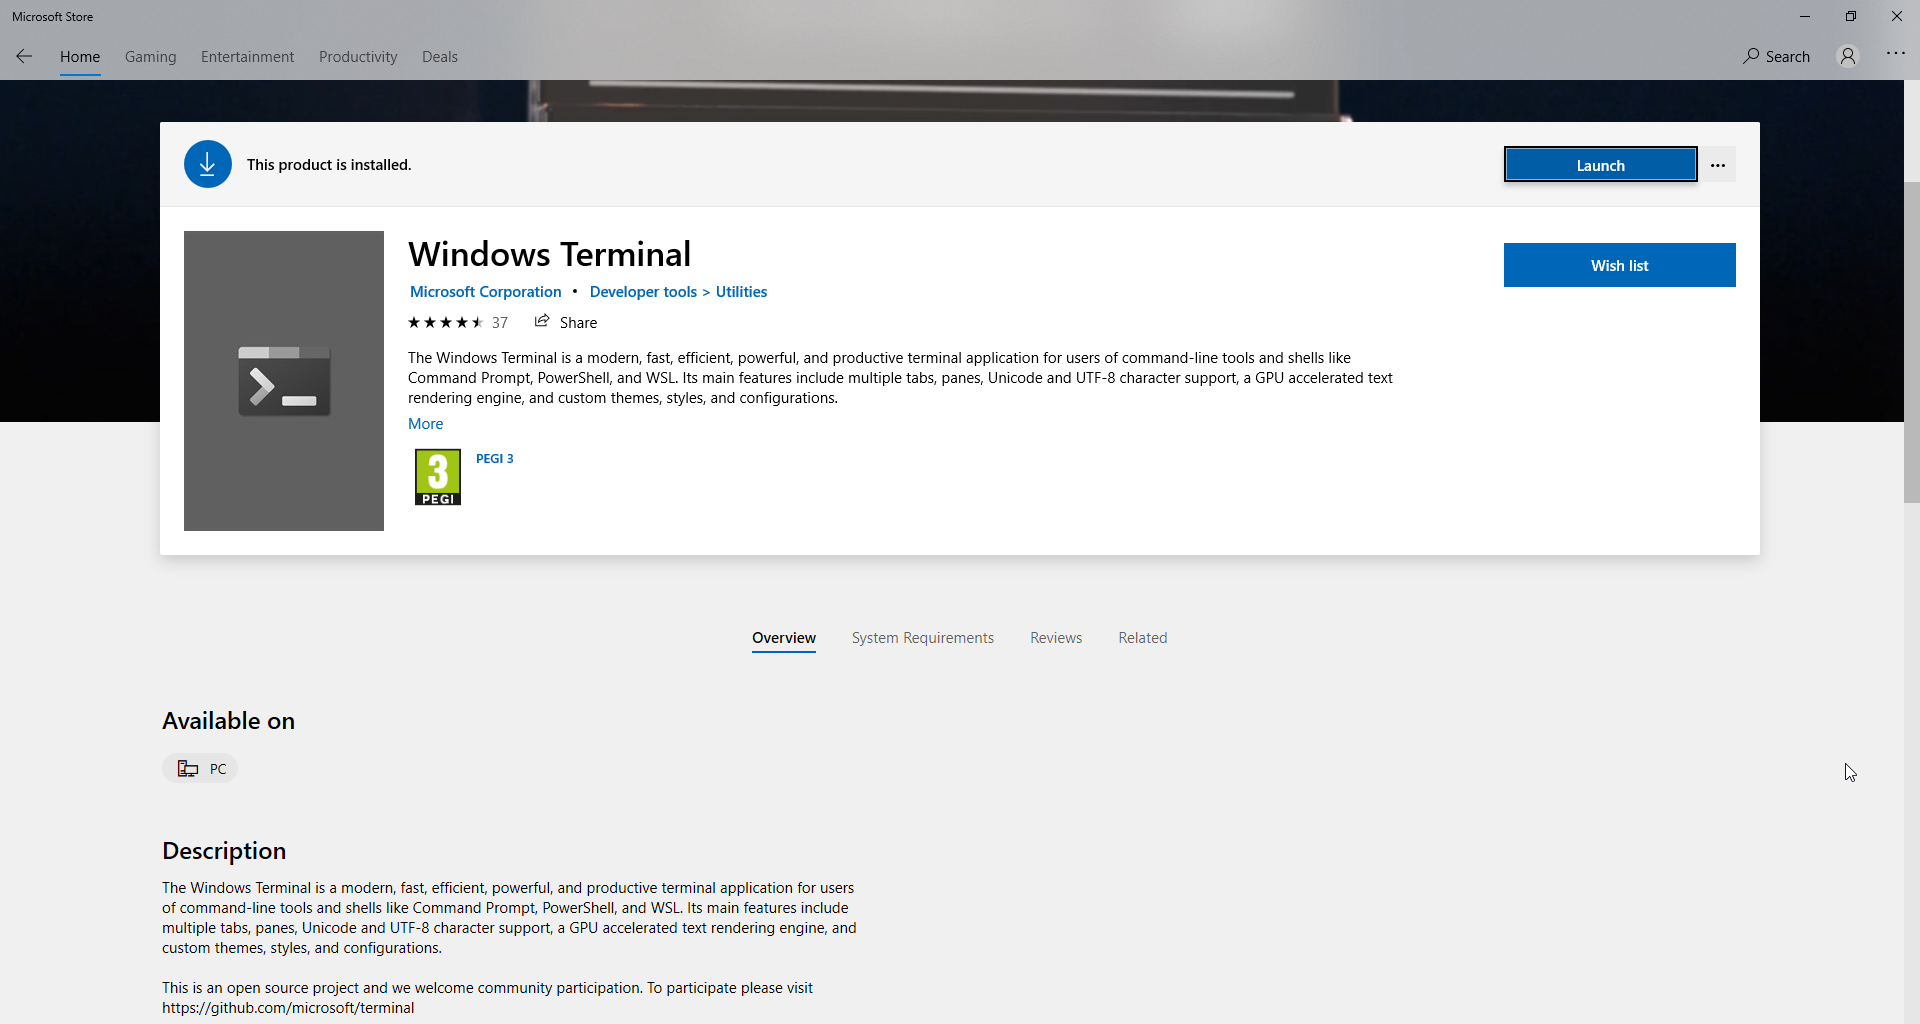 Microsoft Store
Home Gaming Entertainment Productivity Deals Search
This product is installed.
Launch
Windows Terminal
Wish list
Microsoft Corporation • Developer tools > Utilities
37 Share
The Windows Terminal is a modern, fast, efficient, powerful, and productive terminal application for users of command-line tools and shells like
Command Prompt, PowerShell, and WSL. Its main features include multiple tabs, panes, Unicode and UTF-8 character support, a GPU accelerated text
rendering engine, and custom themes, styles, and configurations.
More
3
PEGI
PEGI 3
Overview System Requirements Reviews Related
Available on
PC
Description
The Windows Terminal is a modern, fast, efficient, powerful, and productive terminal application for users
of command-line tools and shells like Command Prompt, PowerShell, and WSL. Its main features include
multiple tabs, panes, Unicode and UTF-8 character support, a GPU accelerated text rendering engine, and
custom themes, styles, and configurations.
This is an open source project and we welcome community participation. To participate please visit
https://github.com/microsoft/terminal